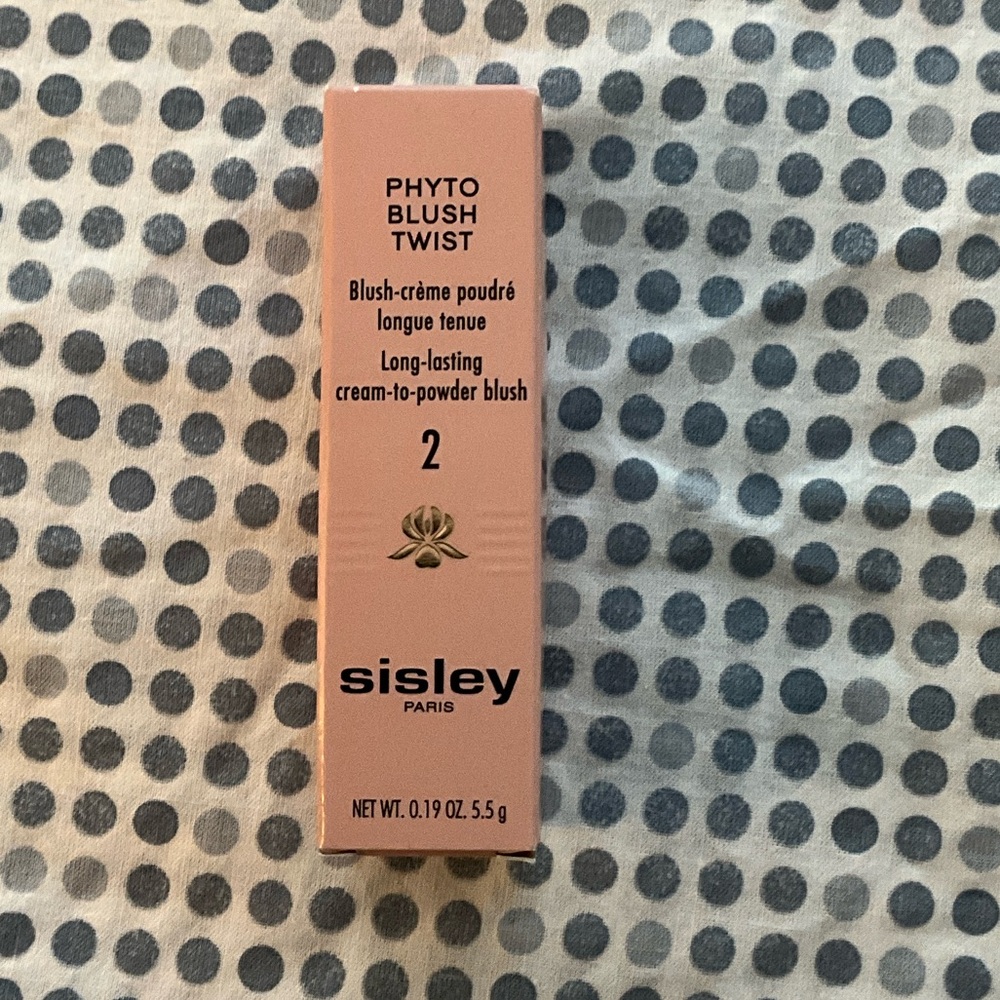 PHYTO
BLUSH
TWIST
Blush-crème poudré
longue tenue
Long-lasting
cream-to-powder blush
2
sisley
PARIS
NET WT. 0.19 OZ. 5.5 g